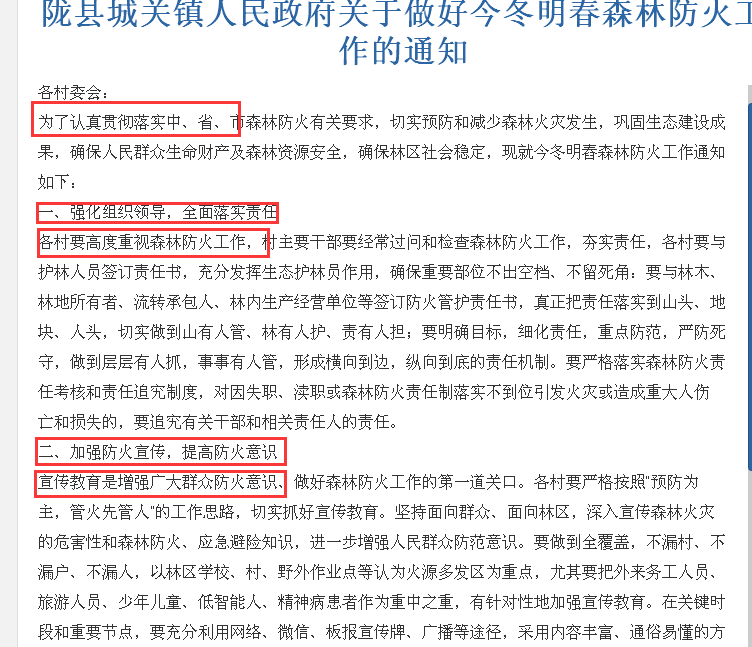 陇县城关镇人民政府关于做好今冬明春森林防火工
作的通知
各村委会：
为了认真贯彻落实中、省、市森林防火有关要求，切实预防和减少森林火灾发生，巩固生态建设成
果，确保人民群众生命财产及森林资源安全，确保林区社会稳定，现就今冬明春森林防火工作通知
如下：
一、强化组织领导，全面落实责任
各村要高度重视森林防火工作，村主要干部要经常过问和检查森林防火工作，夯实责任，各村要与
护林人员签订责任书，充分发挥生态护林员作用，确保重要部位不出空档、不留死角：要与林木、
林地所有者、流转承包人、林内生产经营单位等签订防火管护责任书，真正把责任落实到山头、地
块、人头，切实做到山有人管、林有人护、责有人担；要明确目标，细化责任，重点防范，严防死
守，做到层层有人抓，事事有人管，形成横向到边，纵向到底的责任机制。要严格落实森林防火责
任考核和责任追究制度，对因失职、渎职或森林防火责任制落实不到位引发火灾或造成重大人伤
亡和损失的，要追究有关干部和相关责任人的责任。
二、加强防火宣传，提高防火意识
宣传教育是增强广大群众防火意识、做好森林防火工作的第一道关口。各村要严格按照"预防为
主，管火先管人"的工作思路，切实抓好宣传教育。坚持面向群众、面向林区，深入宣传森林火灾
的危害性和森林防火、应急避险知识，进一步增强人民群众防范意识。要做到全覆盖，不漏村、不
漏户、不漏人，以林区学校、村、野外作业点等认为火源多发区为重点，尤其要把外来务工人员、
旅游人员、少年儿童、低智能人、精神病患者作为重中之重，有针对性地加强宣传教育。在关键时
段和重要节点，要充分利用网络、微信、板报宣传牌、广播等途径，采用内容丰富、通俗易懂的方